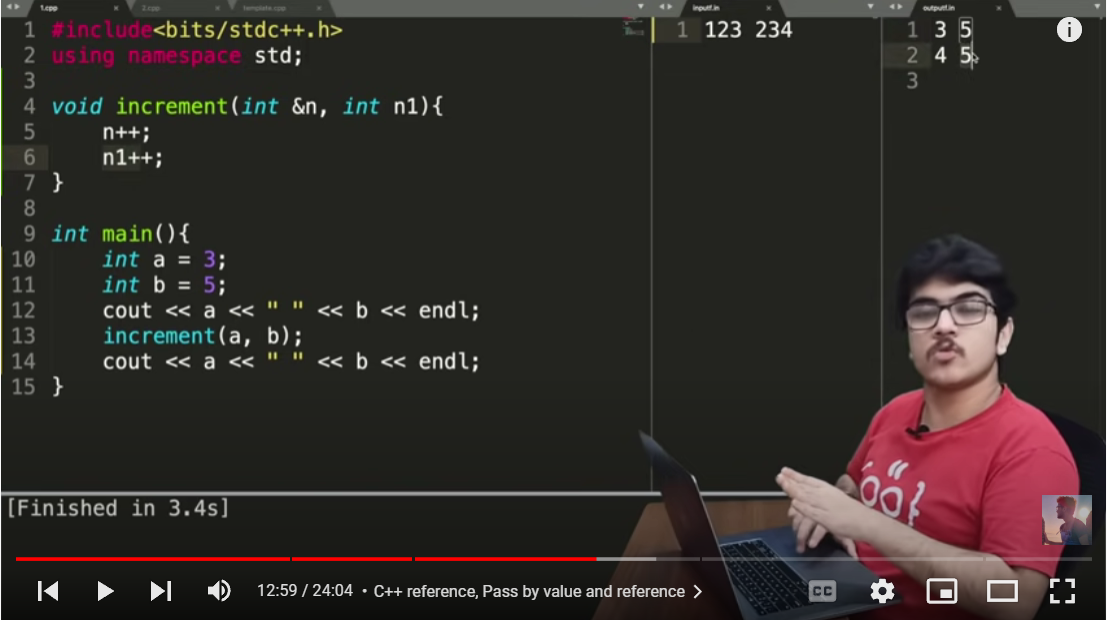 1.cpp 2.cpp template.cpp inputf.in outputf.in
1 #include<bits/stdc++.h>
2 using namespace std;
3
4 void increment(int &n, int n1){
5 n++;
6 n1++;
7 }
8
9 int main(){
10 int a = 3;
11 int b = 5;
12 cout << a << " " << b << endl;
13 increment(a, b);
14 cout << a << " " << b << endl;
15 }
1 123 234
1 3 5
2 4 5
3
[Finished in 3.4s]
12:59 / 24:04 • C++ reference, Pass by value and reference >
CC